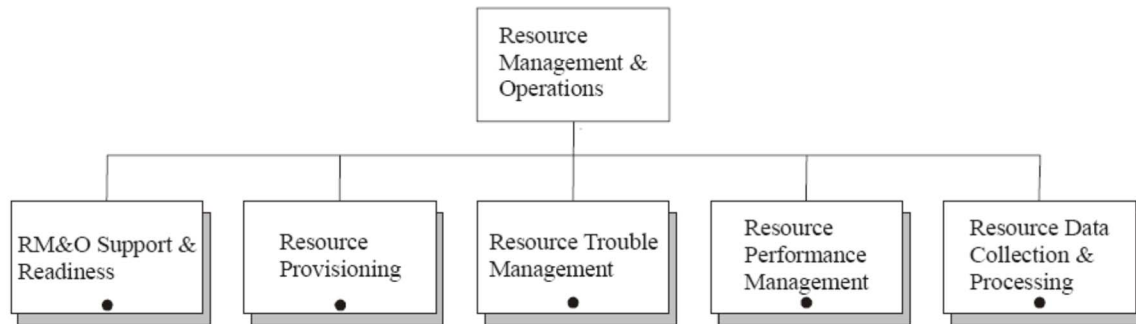 Resource
Management &
Operations
RM&O Support &
Readiness
Resource
Provisioning
Resource Trouble
Management
Resource
Performance
Management
Resource Data
Collection &
Processing